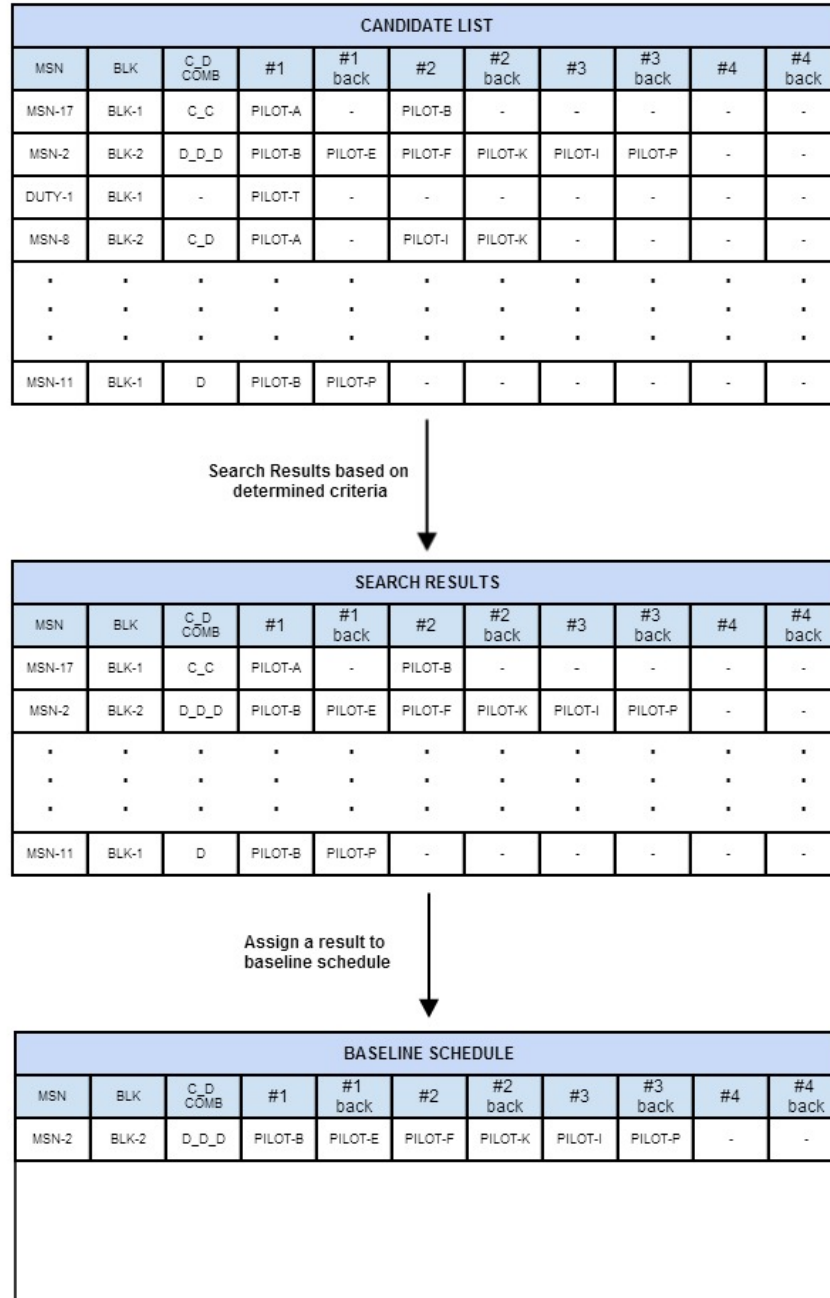 CANDIDATE LIST
MSN BLK C_D COMB #1 #1 back #2 #2 back #3 #3 back #4 #4 back
MSN-17 BLK-1 C_C PILOT-A - PILOT-B - - - - -
MSN-2 BLK-2 D_D_D PILOT-B PILOT-E PILOT-F PILOT-K PILOT-I PILOT-P - -
DUTY-1 BLK-1 - PILOT-T - - - - - - -
MSN-8 BLK-2 C_D PILOT-A - PILOT-I PILOT-K - - - -
. . . . . . . . . . .
. . . . . . . . . . .
. . . . . . . . . . .
MSN-11 BLK-1 D PILOT-B PILOT-P - - - - - -
Search Results based on
determined criteria
SEARCH RESULTS
MSN BLK C_D COMB #1 #1 back #2 #2 back #3 #3 back #4 #4 back
MSN-17 BLK-1 C_C PILOT-A - PILOT-B - - - - -
MSN-2 BLK-2 D_D_D PILOT-B PILOT-E PILOT-F PILOT-K PILOT-I PILOT-P - -
. . . . . . . . . . .
. . . . . . . . . . .
. . . . . . . . . . .
MSN-11 BLK-1 D PILOT-B PILOT-P - - - - - -
Assign a result to
baseline schedule
BASELINE SCHEDULE
MSN BLK C_D COMB #1 #1 back #2 #2 back #3 #3 back #4 #4 back
MSN-2 BLK-2 D_D_D PILOT-B PILOT-E PILOT-F PILOT-K PILOT-I PILOT-P - -